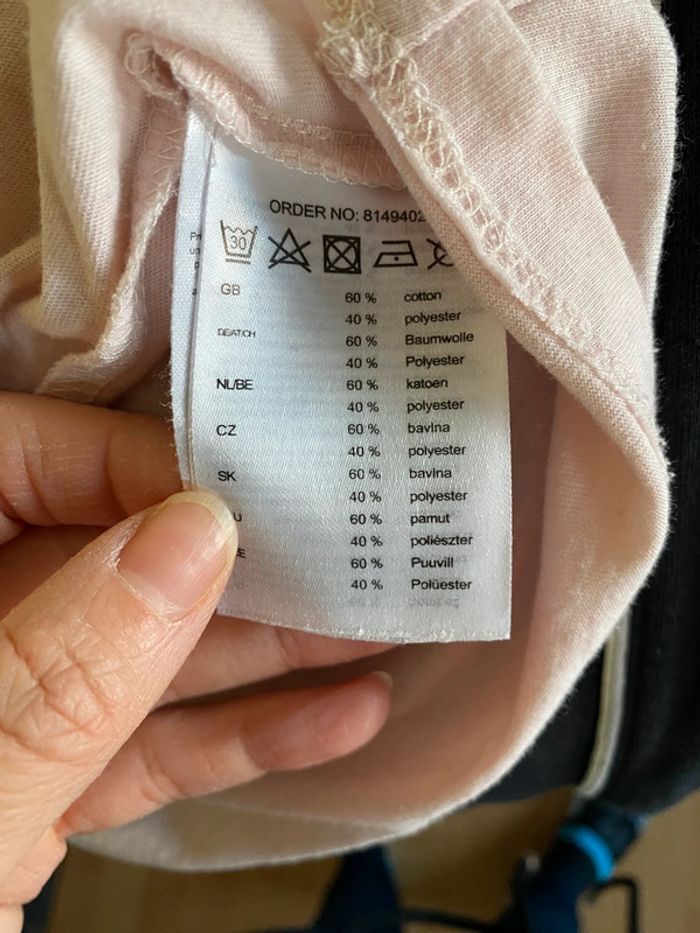 ORDER NO: 8149402
30
GB 60 % cotton
40 % polyester
DE/AT/CH 60 % Baumwolle
40 % Polyester
NL/BE 60 % katoen
40 % polyester
CZ 60 % bavlna
40 % polyester
SK 60 % bavlna
40 % polyester
U 60 % pamut
40 % poliészter
E 60 % Puuvill
40 % Polüester